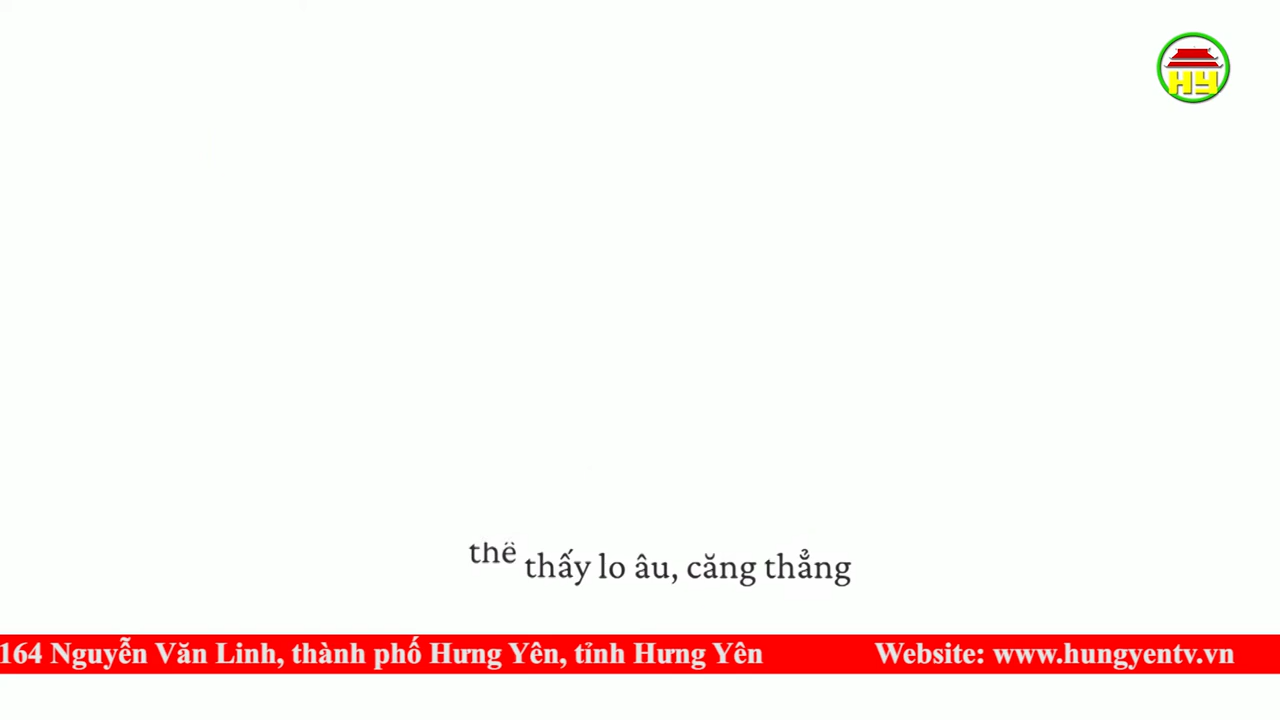 HY
thể thấy lo âu, căng thẳng
164 Nguyễn Văn Linh, thành phố Hưng Yên, tỉnh Hưng Yên Website: www.hungyentv.vn